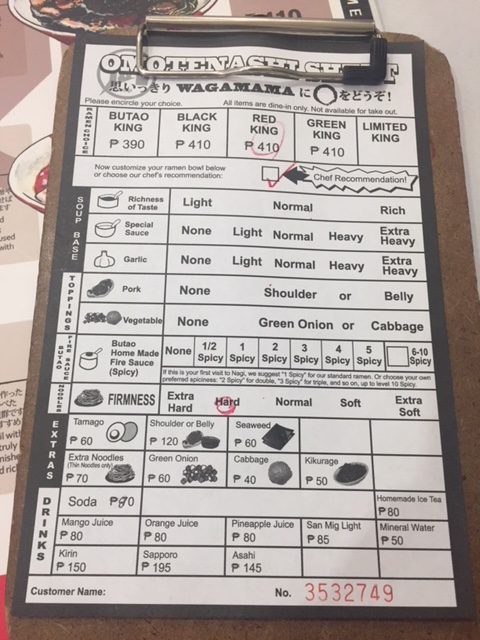 OMOTENASHI SHEET
思いっきり WAGAMAMA に をどうぞ!
Please encircle your choice. All items are dine-in only. Not available for take out.
RAMEN CHOICE
BUTAO KING ₱ 390
BLACK KING ₱ 410
RED KING ₱ 410
GREEN KING ₱ 410
LIMITED KING
Now customize your ramen bowl below
or choose our chef's recommendation:
Chef Recommendation!
SOUP BASE
Richness of Taste Light Normal Rich
Special Sauce None Light Normal Heavy Extra Heavy
Garlic None Light Normal Heavy Extra Heavy
TOPPINGS
Pork None Shoulder or Belly
Vegetable None Green Onion or Cabbage
BUTAO FIRE SAUCE
Butao Home Made Fire Sauce (Spicy) None 1/2 Spicy 1 Spicy 2 Spicy 3 Spicy 4 Spicy 5 Spicy 6-10 Spicy
If this is your first visit to Nagi, we suggest "1 Spicy" for our standard ramen. Or choose your own
preferred spiciness: "2 Spicy" for double, "3 Spicy" for triple, and so on, up to level 10 Spicy.
NOODLES
FIRMNESS Extra Hard Hard Normal Soft Extra Soft
EXTRAS
Tamago ₱ 60
Shoulder or Belly ₱ 120
Seaweed ₱ 60
Extra Noodles (Thin Noodles only) ₱ 70
Green Onion ₱ 60
Cabbage ₱ 40
Kikurage ₱ 50
DRINKS
Soda ₱90
Homemade Ice Tea ₱80
Mango Juice ₱ 80
Orange Juice ₱ 80
Pineapple Juice ₱ 80
San Mig Light ₱ 85
Mineral Water ₱ 50
Kirin ₱ 150
Sapporo ₱ 195
Asahi ₱ 145
Customer Name: No. 3532749